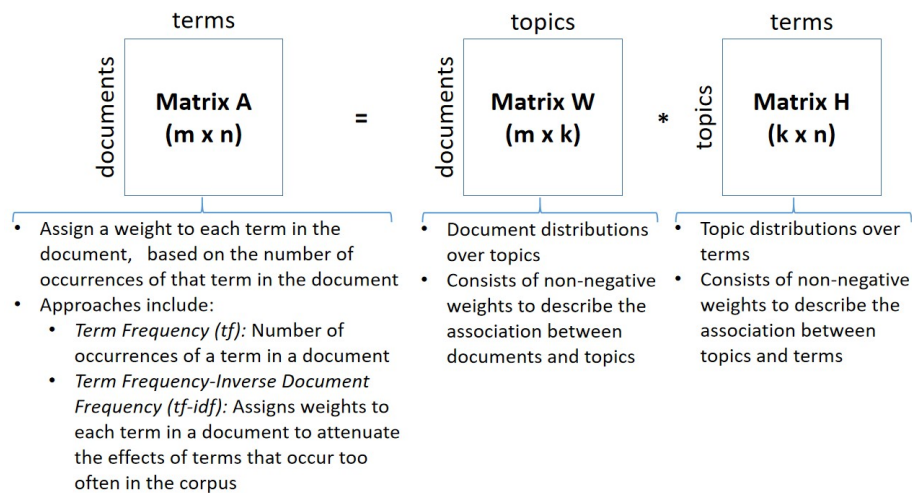 terms
documents
Matrix A
(m x n)
=
topics
documents
Matrix W
(m x k)
*
terms
topics
Matrix H
(k x n)
• Assign a weight to each term in the
document,   based on the number of
occurrences of that term in the document
• Approaches include:
• Term Frequency (tf): Number of
occurrences of a term in a document
• Term Frequency-Inverse Document
Frequency (tf-idf): Assigns weights to
each term in a document to attenuate
the effects of terms that occur too
often in the corpus
• Document distributions
over topics
• Consists of non-negative
weights to describe the
association between
documents and topics
• Topic distributions over
terms
• Consists of non-negative
weights to describe the
association between
topics and terms